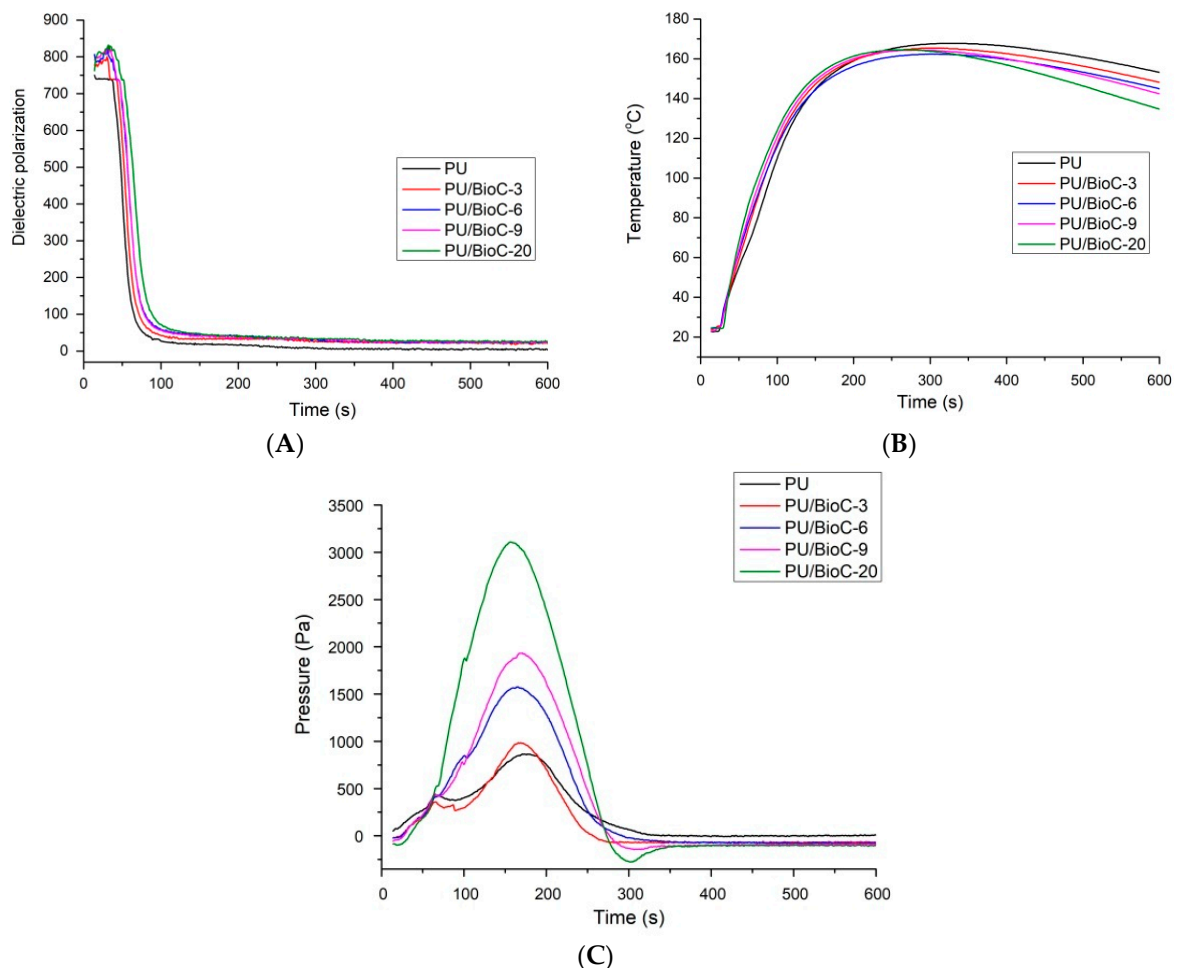 900
800
700
600
500
400
300
200
100
0
Dielectric polarization
PU
PU/BioC-3
PU/BioC-6
PU/BioC-9
PU/BioC-20
0 100 200 300 400 500 600
Time (s)
(A)
180
160
140
120
100
80
60
40
20
Temperature (°C)
PU
PU/BioC-3
PU/BioC-6
PU/BioC-9
PU/BioC-20
0 100 200 300 400 500 600
Time (s)
(B)
PU
PU/BioC-3
PU/BioC-6
PU/BioC-9
PU/BioC-20
3500
3000
2500
2000
1500
1000
500
0
Pressure (Pa)
0 100 200 300 400 500 600
Time (s)
(C)